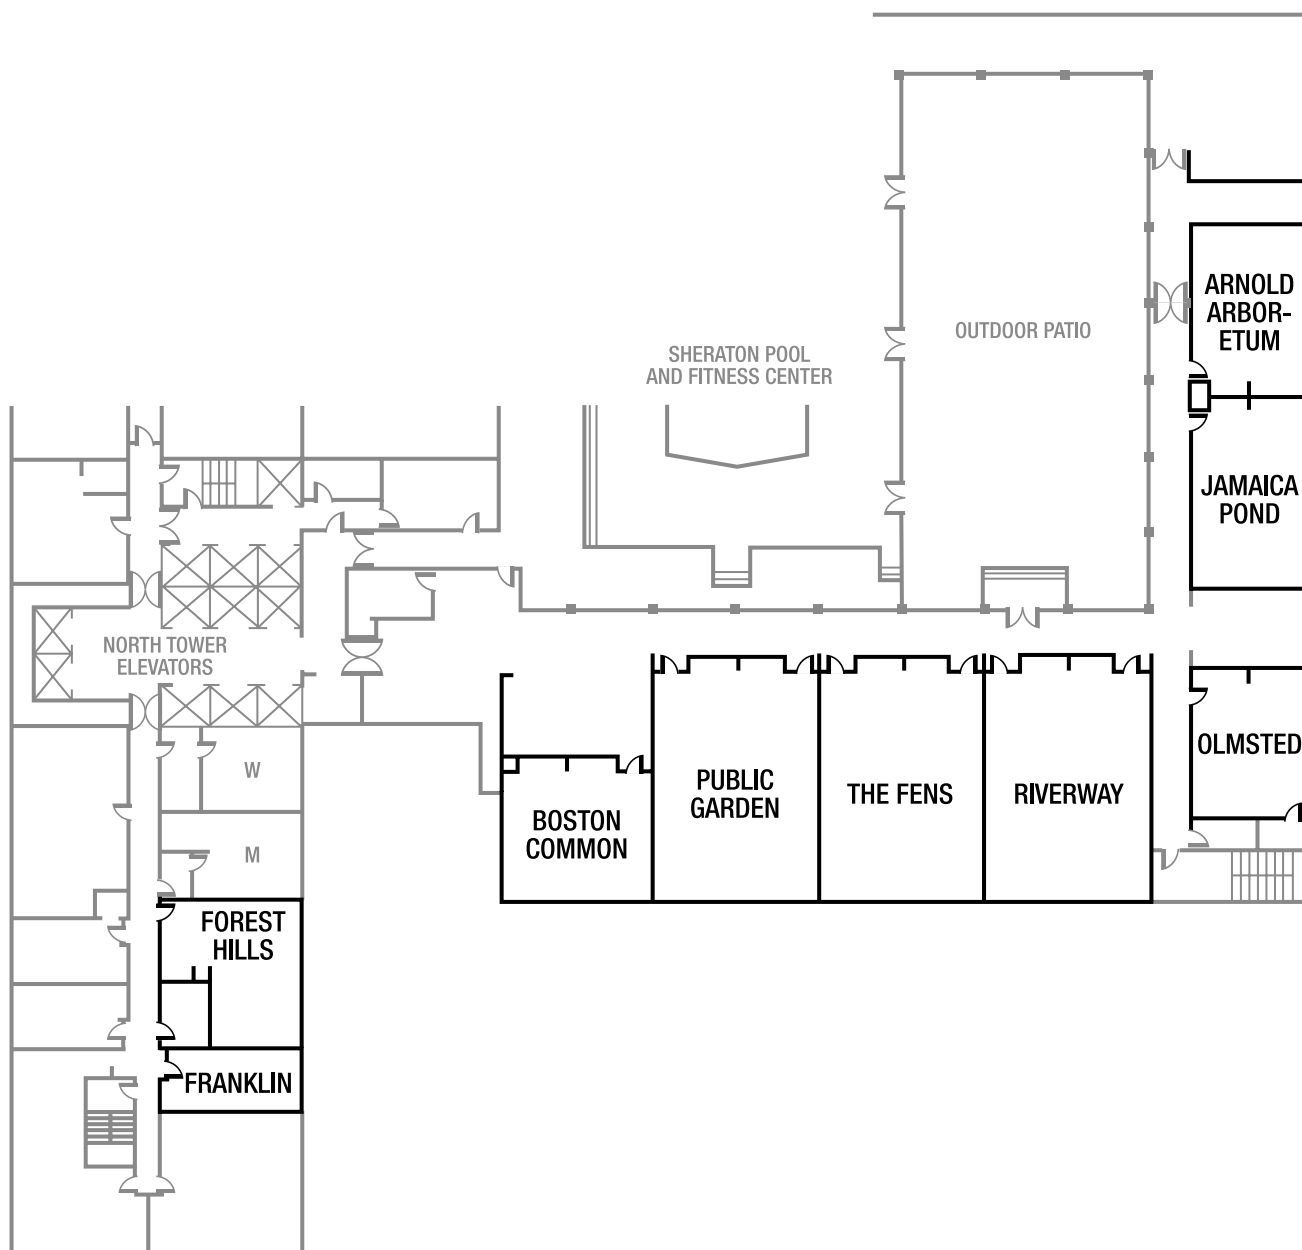 ARNOLD
ARBOR-
ETUM
OUTDOOR PATIO
SHERATON POOL
AND FITNESS CENTER
JAMAICA
POND
NORTH TOWER
ELEVATORS
OLMSTED
W
PUBLIC
GARDEN
THE FENS
RIVERWAY
BOSTON
COMMON
M
FOREST
HILLS
FRANKLIN